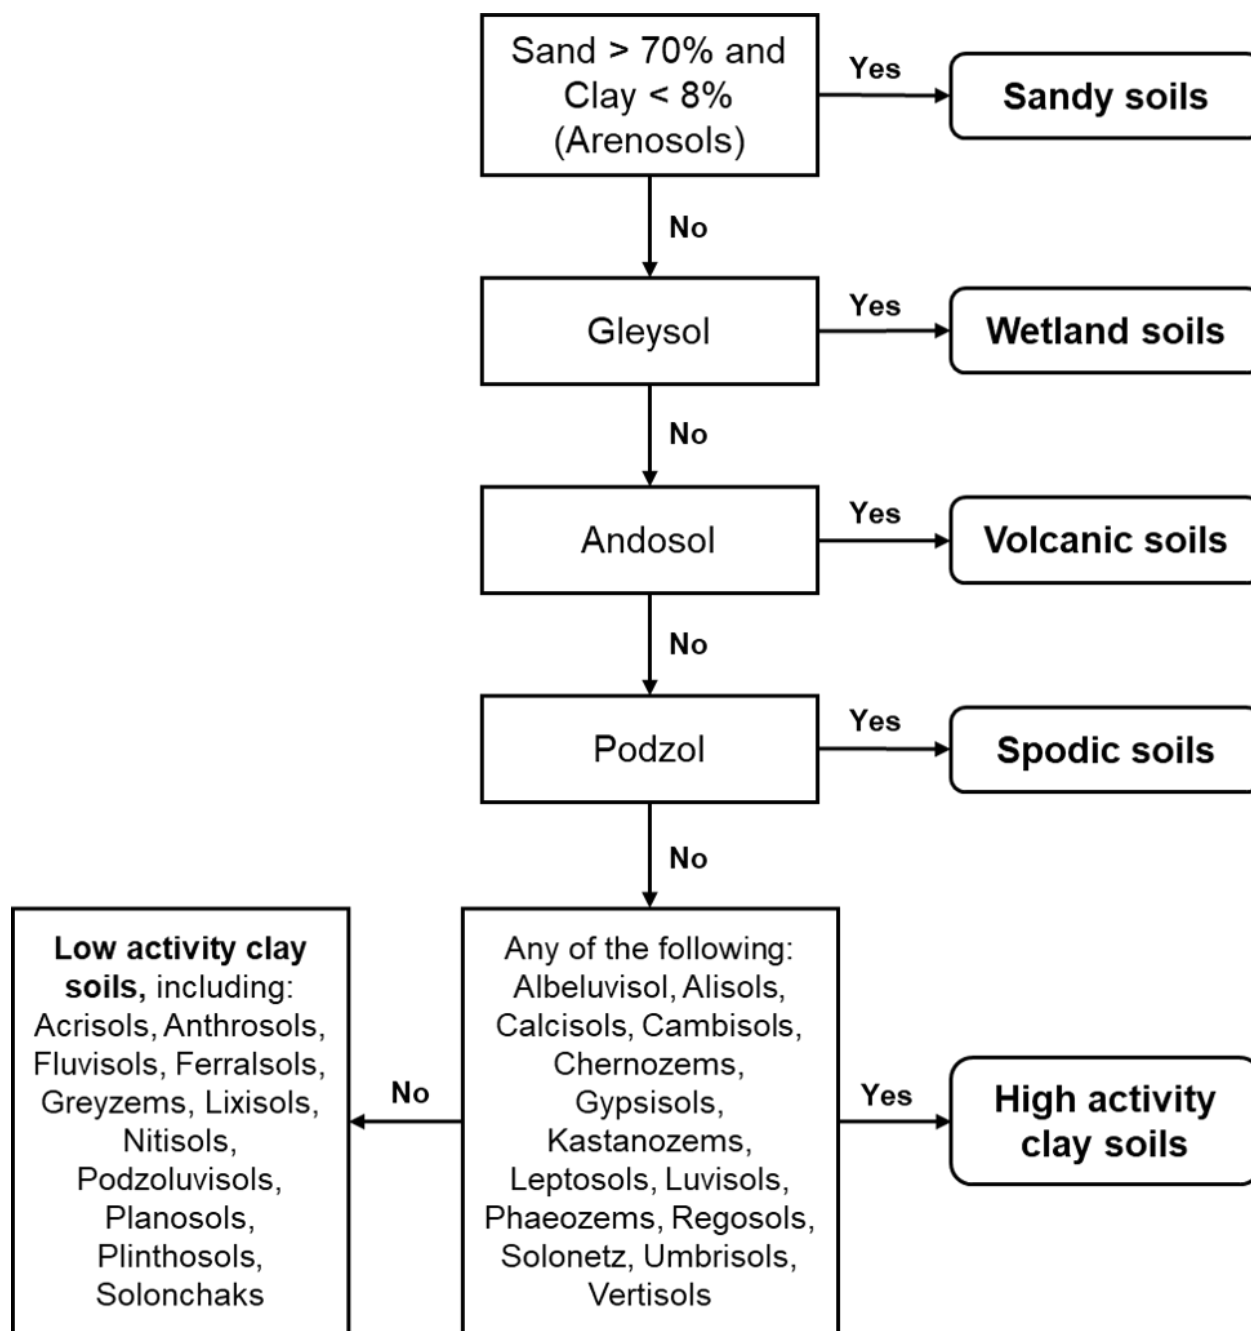 Sand > 70% and
Clay < 8%
(Arenosols)
Yes
Sandy soils
No
Gleysol
Yes
Wetland soils
No
Andosol
Yes
Volcanic soils
No
Podzol
Yes
Spodic soils
No
Low activity clay
soils, including:
Acrisols, Anthrosols,
Fluvisols, Ferralsols,
Greyzems, Lixisols,
Nitisols,
Podzoluvisols,
Planosols,
Plinthosols,
Solonchaks
No
Any of the following:
Albeluvisol, Alisols,
Calcisols, Cambisols,
Chernozems,
Gypsisols,
Kastanozems,
Leptosols, Luvisols,
Phaeozems, Regosols,
Solonetz, Umbrisols,
Vertisols
Yes
High activity
clay soils